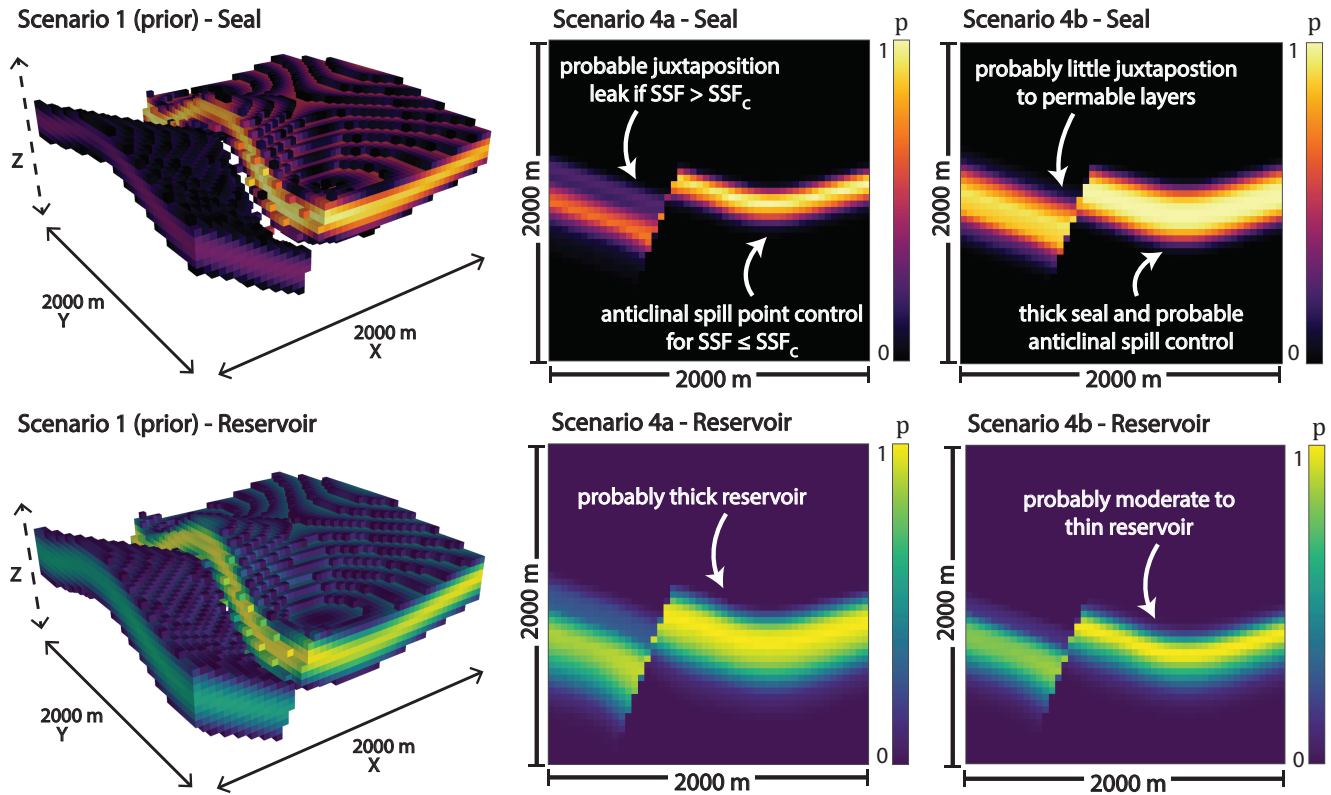 Scenario 1 (prior) - Seal
Z
2000 m
Y
2000 m
X
Scenario 4a - Seal
p
probable juxtaposition
leak if SSF > SSFc
anticlinal spill point control
for SSF ≤ SSFc
2000 m
2000 m
1
0
Scenario 4b - Seal
p
probably little juxtapostion
to permable layers
thick seal and probable
anticlinal spill control
2000 m
2000 m
1
0
Scenario 1 (prior) - Reservoir
Z
2000 m
Y
2000 m
X
Scenario 4a - Reservoir
p
probably thick reservoir
2000 m
2000 m
1
0
Scenario 4b - Reservoir
p
probably moderate to
thin reservoir
2000 m
2000 m
1
0